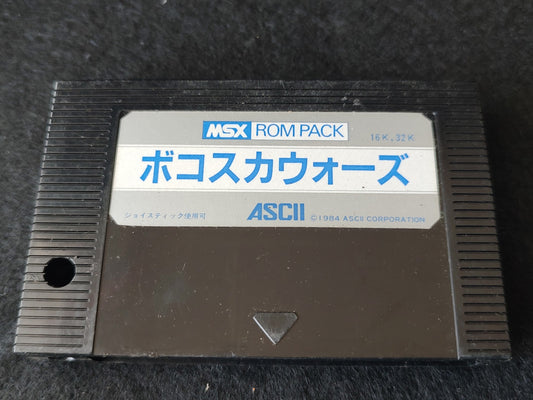 MSX ROM PACK
16K, 32K
ボコスカウォーズ
ジョイスティック使用可
ASCII
©1984 ASCII CORPORATION